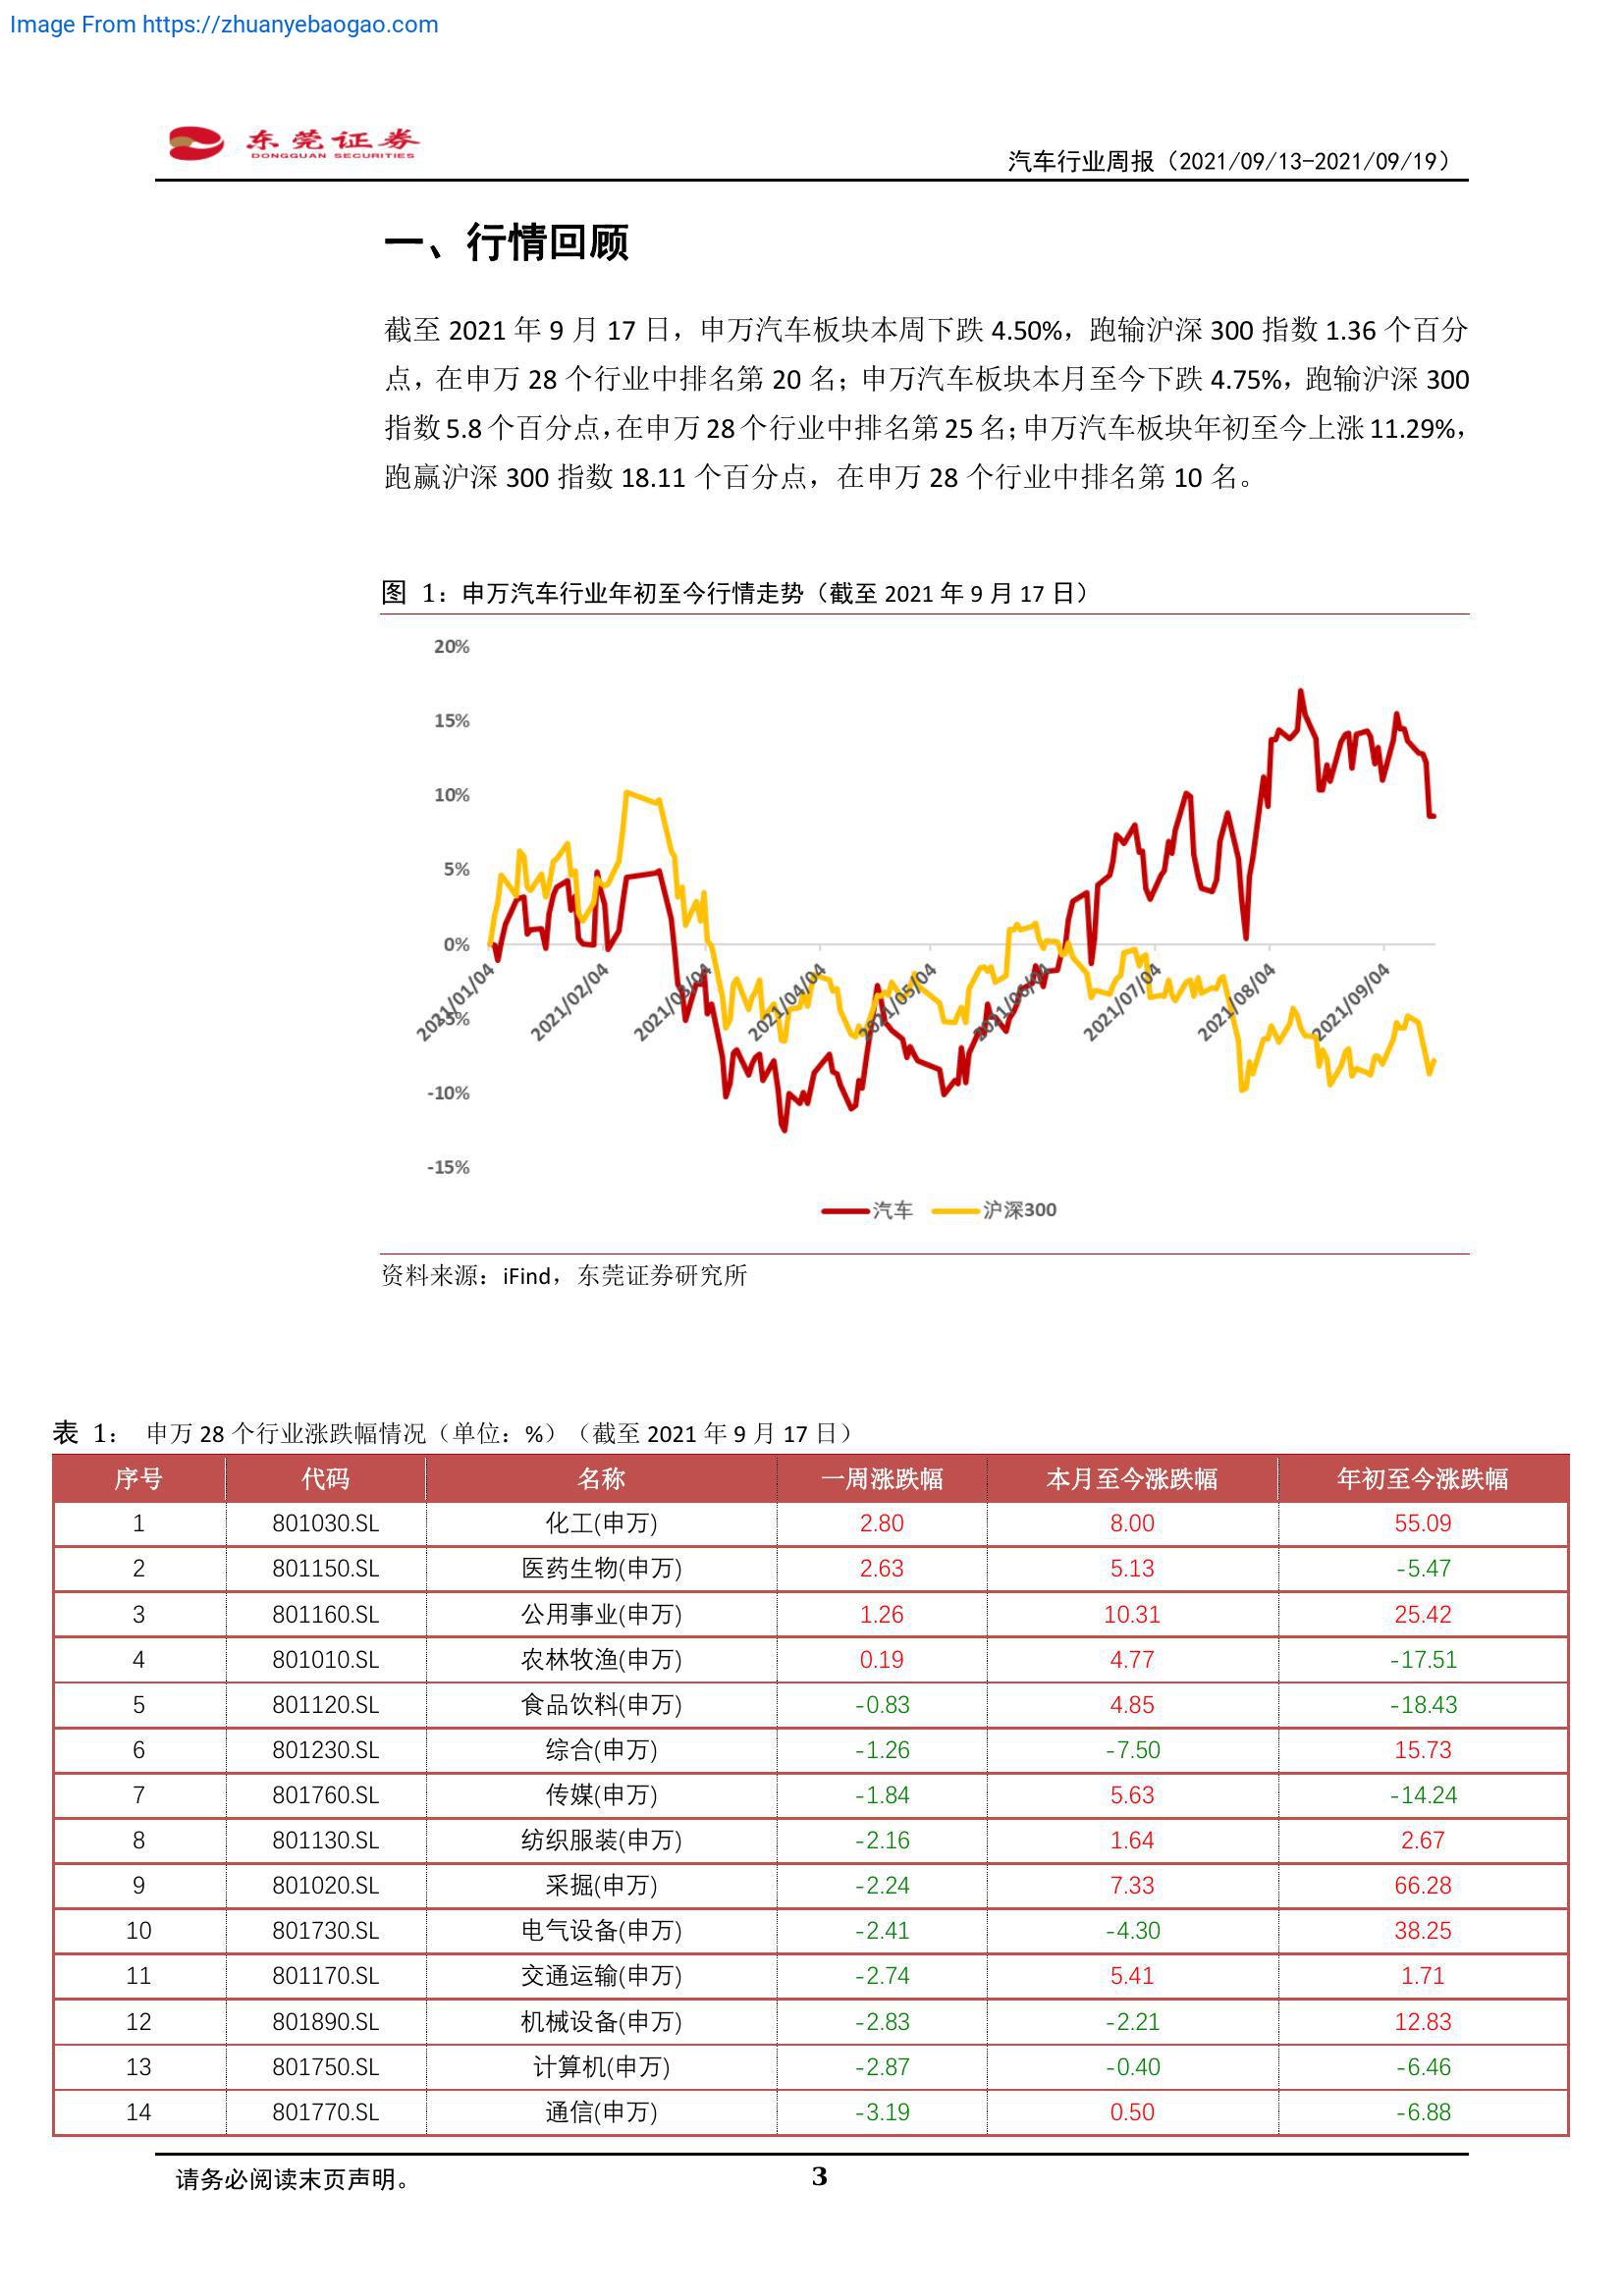 Image From https://zhuanyebaogao.com
东莞证券
DONGGUAN SECURITIES
汽车行业周报（2021/09/13-2021/09/19）
一、行情回顾
截至 2021 年 9 月 17 日，申万汽车板块本周下跌 4.50%，跑输沪深 300 指数 1.36 个百分
点，在申万 28 个行业中排名第 20 名；申万汽车板块本月至今下跌 4.75%，跑输沪深 300
指数 5.8 个百分点，在申万 28 个行业中排名第 25 名；申万汽车板块年初至今上涨 11.29%，
跑赢沪深 300 指数 18.11 个百分点，在申万 28 个行业中排名第 10 名。
图 1：申万汽车行业年初至今行情走势（截至 2021 年 9 月 17 日）
20%
15%
10%
5%
0%
-5%
-10%
-15%
2021/01/04 2021/02/04 2021/03/04 2021/04/04 2021/05/04 2021/06/04 2021/07/04 2021/08/04 2021/09/04
汽车 沪深300
资料来源：iFind，东莞证券研究所
表 1： 申万 28 个行业涨跌幅情况（单位：%）（截至 2021 年 9 月 17 日）
序号 代码 名称 一周涨跌幅 本月至今涨跌幅 年初至今涨跌幅
1 801030.SL 化工(申万) 2.80 8.00 55.09
2 801150.SL 医药生物(申万) 2.63 5.13 -5.47
3 801160.SL 公用事业(申万) 1.26 10.31 25.42
4 801010.SL 农林牧渔(申万) 0.19 4.77 -17.51
5 801120.SL 食品饮料(申万) -0.83 4.85 -18.43
6 801230.SL 综合(申万) -1.26 -7.50 15.73
7 801760.SL 传媒(申万) -1.84 5.63 -14.24
8 801130.SL 纺织服装(申万) -2.16 1.64 2.67
9 801020.SL 采掘(申万) -2.24 7.33 66.28
10 801730.SL 电气设备(申万) -2.41 -4.30 38.25
11 801170.SL 交通运输(申万) -2.74 5.41 1.71
12 801890.SL 机械设备(申万) -2.83 -2.21 12.83
13 801750.SL 计算机(申万) -2.87 -0.40 -6.46
14 801770.SL 通信(申万) -3.19 0.50 -6.88
请务必阅读末页声明。
3